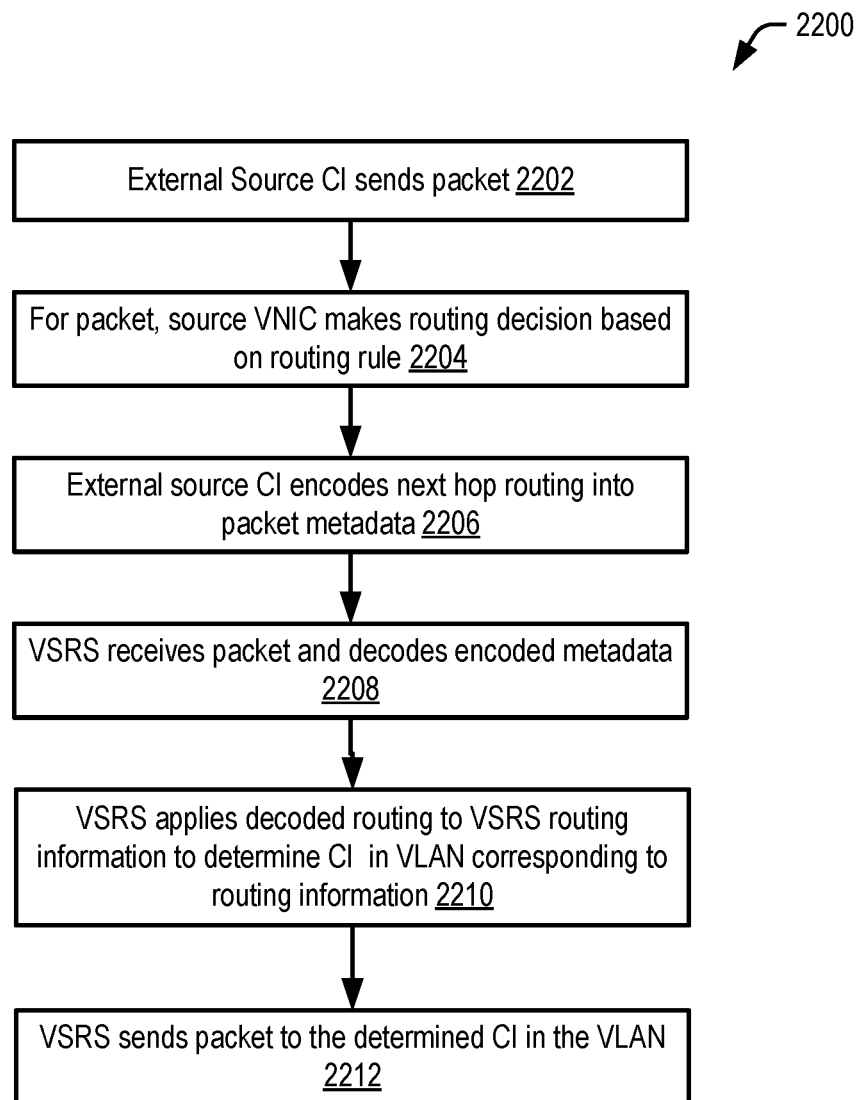 2200
External Source CI sends packet 2202
For packet, source VNIC makes routing decision based
on routing rule 2204
External source CI encodes next hop routing into
packet metadata 2206
VSRS receives packet and decodes encoded metadata
2208
VSRS applies decoded routing to VSRS routing
information to determine CI  in VLAN corresponding to
routing information 2210
VSRS sends packet to the determined CI in the VLAN
2212